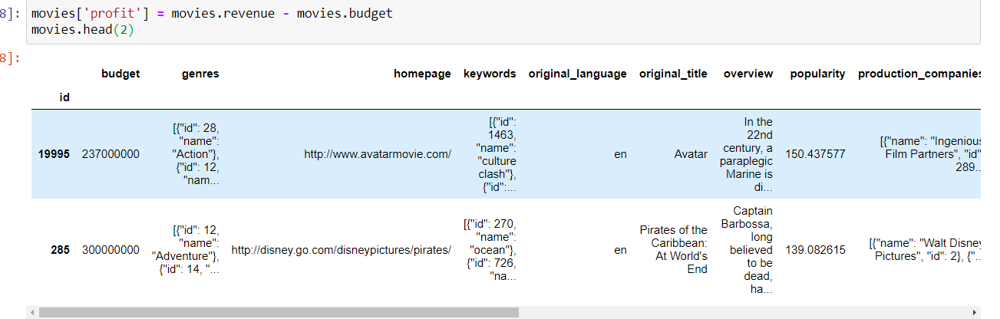 8]: movies['profit'] = movies.revenue - movies.budget
movies.head(2)
8]:
budget genres homepage keywords original_language original_title overview popularity production_companies
id
19995 237000000 [{"id": 28, "name": "Action"}, {"id": 12, "nam... http://www.avatarmovie.com/ [{"id": 1463, "name": "culture clash"}, {"id":... en Avatar In the 22nd century, a paraplegic Marine is di... 150.437577 [{"name": "Ingenious Film Partners", "id" 289...
285 300000000 [{"id": 12, "name": "Adventure"}, {"id": 14, "... http://disney.go.com/disneypictures/pirates/ [{"id": 270, "name": "ocean"}, {"id": 726, "na... en Pirates of the Caribbean: At World's End Captain Barbossa, long believed to be dead, ha... 139.082615 [{"name": "Walt Disney Pictures", "id": 2}, {"...